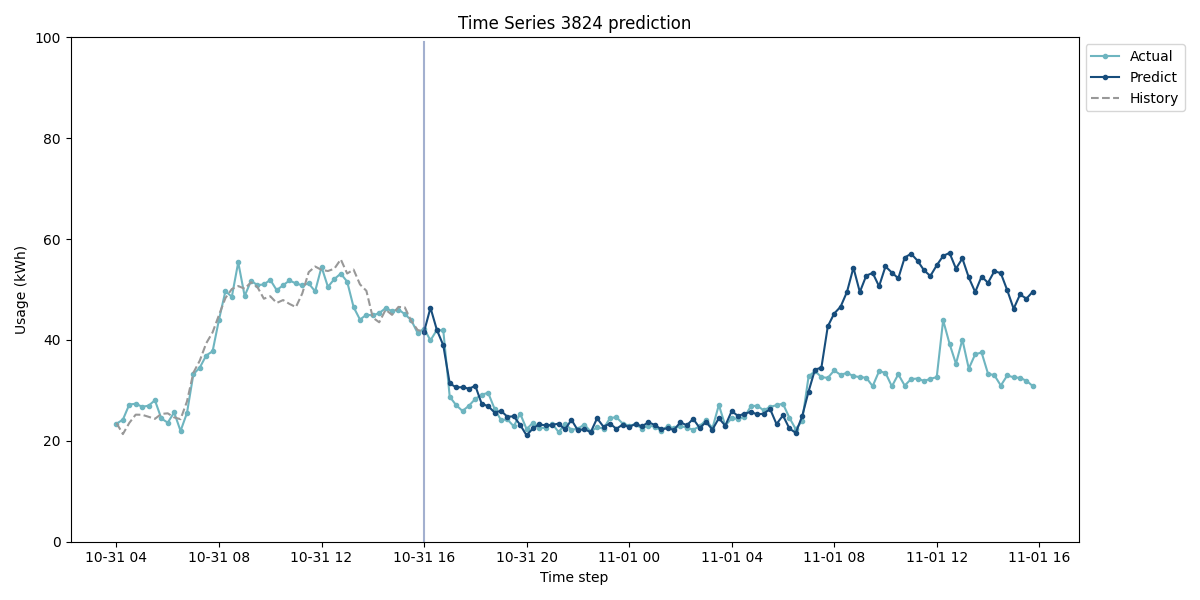 Time Series 3824 prediction
Actual
Predict
History
Usage (kWh)
100
80
60
40
20
0
10-31 04
10-31 08
10-31 12
10-31 16
10-31 20
11-01 00
11-01 04
11-01 08
11-01 12
11-01 16
Time step